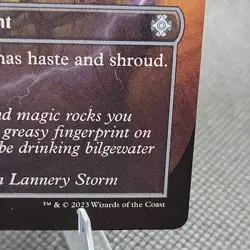 nt
has haste and shroud.
nd magic rocks you
greasy fingerprint on
be drinking bilgewater
n Lannery Storm
™ & © 2023 Wizards of the Coast